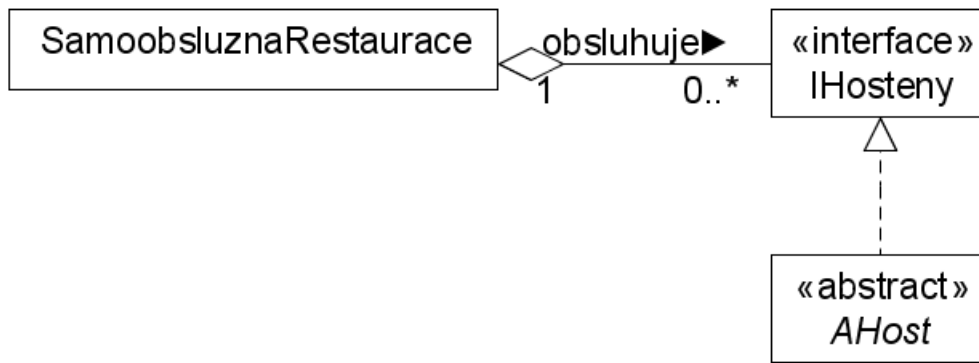 SamoobsluznaRestaurace
obsluhuje▶
1
0..*
«interface»
IHosteny
«abstract»
AHost